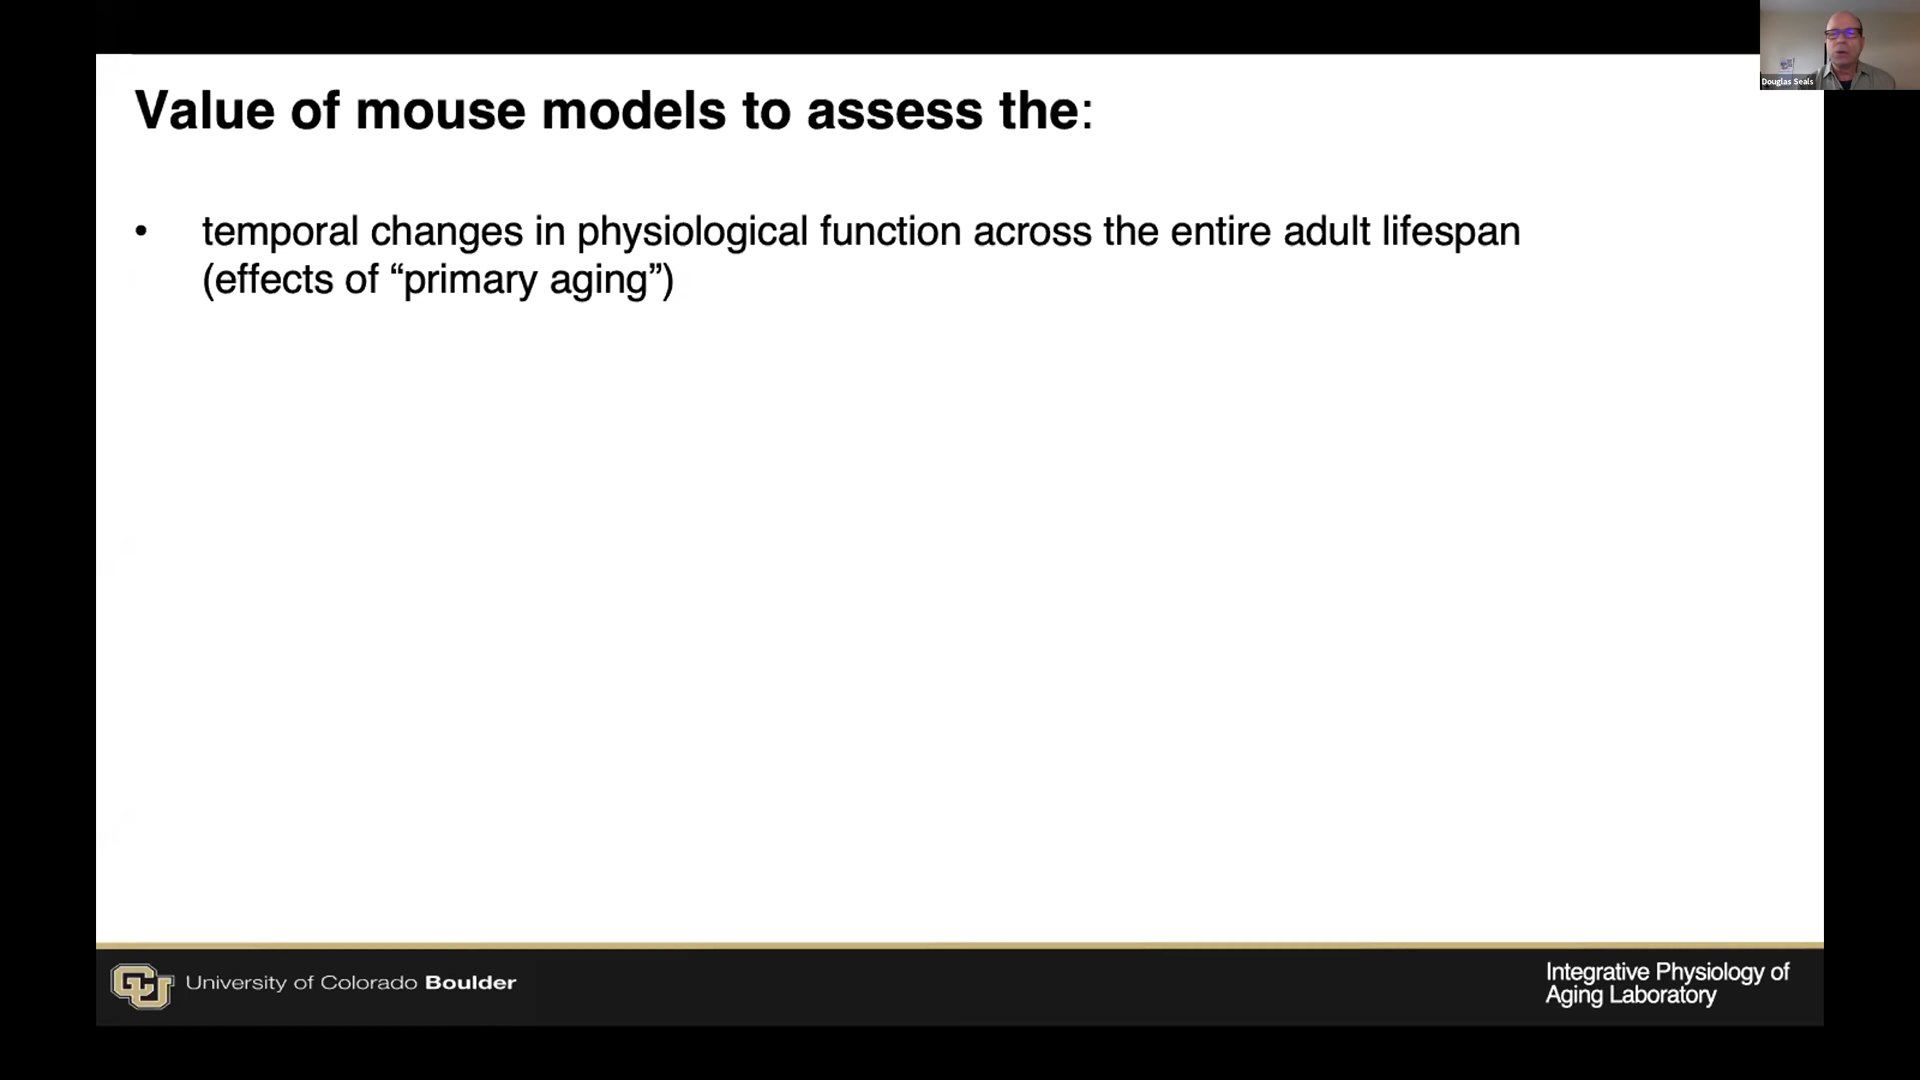 Douglas Seals
Value of mouse models to assess the:
• temporal changes in physiological function across the entire adult lifespan
(effects of “primary aging”)
CU University of Colorado Boulder
Integrative Physiology of
Aging Laboratory